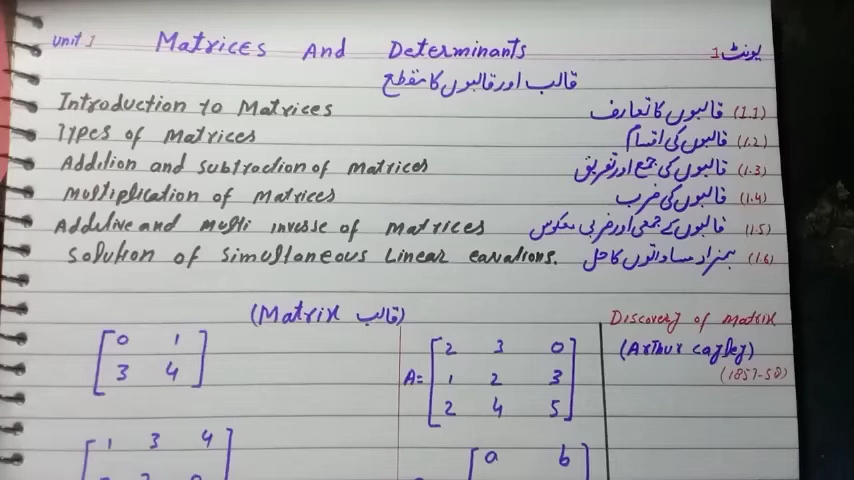 unit 1 Matrices And Determinants یونٹ 1
قالب اور قالبوں کا مقطع
Introduction to Matrices (1.1) قالبوں کا تعارف
Types of Matrices (1.2) قالبوں کی اقسام
Addition and Subtraction of Matrices (1.3) قالبوں کی جمع اور تفریق
Multiplication of Matrices (1.4) قالبوں کی ضرب
Additive and Multi inverse of Matrices (1.5) قالبوں کے جمعی اور ضربی معکوس
Solution of Simultaneous Linear eavations. (1.6) ہمزاد مساواتوں کا حل
(Matrix قالب)
0 1
3 4
A= 2 3 0
1 2 3
2 4 5
Discovery of Matrix
(Arthur Cayley)
(1857-58)
1 3 4
a b